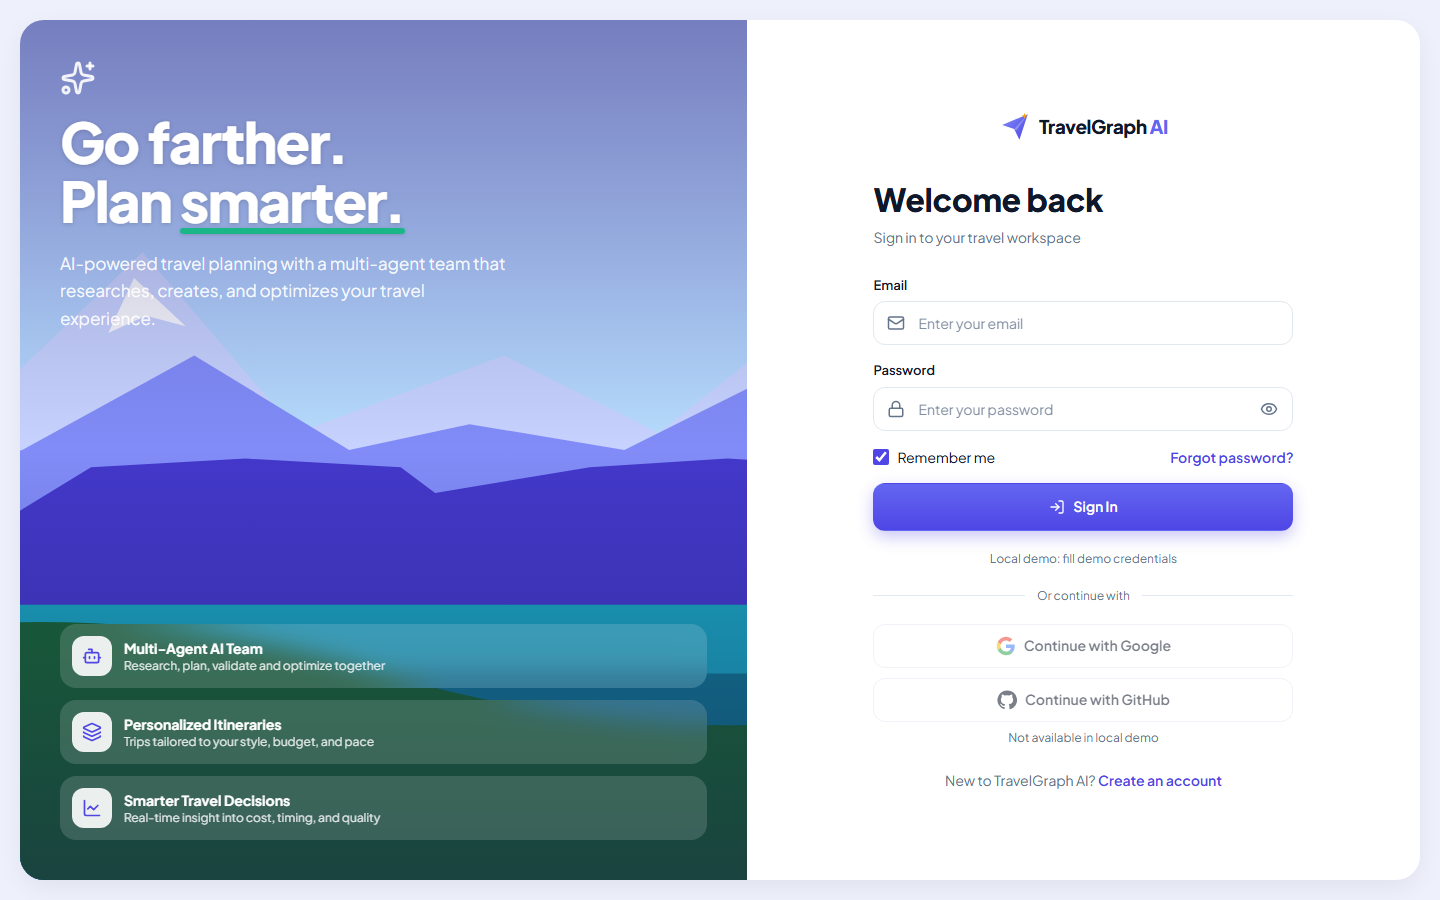 Go farther.
Plan smarter.
AI-powered travel planning with a multi-agent team that
researches, creates, and optimizes your travel
experience.
Multi-Agent AI Team
Research, plan, validate and optimize together
Personalized Itineraries
Trips tailored to your style, budget, and pace
Smarter Travel Decisions
Real-time insight into cost, timing, and quality
TravelGraph AI
Welcome back
Sign in to your travel workspace
Email
Enter your email
Password
Enter your password
Remember me
Forgot password?
Sign In
Local demo: fill demo credentials
Or continue with
Continue with Google
Continue with GitHub
Not available in local demo
New to TravelGraph AI? Create an account